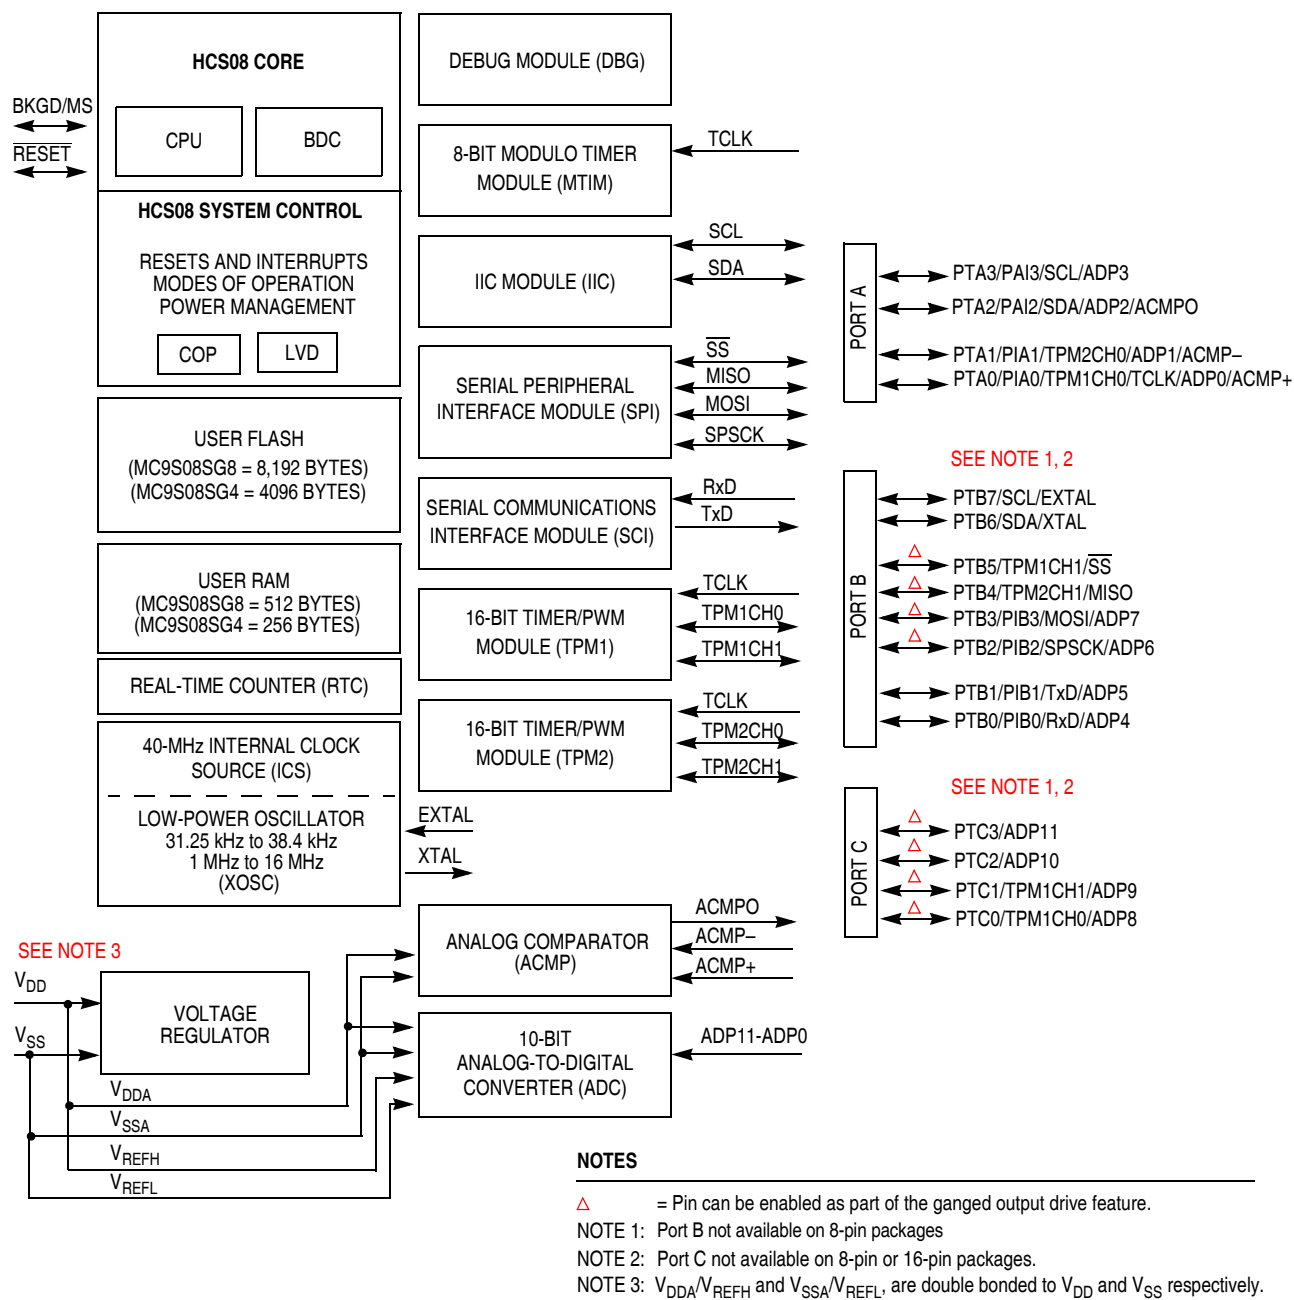 HCS08 CORE
BKGD/MS
RESET
CPU
BDC
HCS08 SYSTEM CONTROL
RESETS AND INTERRUPTS
MODES OF OPERATION
POWER MANAGEMENT
COP
LVD
USER FLASH
(MC9S08SG8 = 8,192 BYTES)
(MC9S08SG4 = 4096 BYTES)
USER RAM
(MC9S08SG8 = 512 BYTES)
(MC9S08SG4 = 256 BYTES)
REAL-TIME COUNTER (RTC)
40-MHz INTERNAL CLOCK
SOURCE (ICS)
LOW-POWER OSCILLATOR
31.25 kHz to 38.4 kHz
1 MHz to 16 MHz
(XOSC)
EXTAL
XTAL
SEE NOTE 3
VDD
VSS
VOLTAGE
REGULATOR
VDDA
VSSA
VREFH
VREFL
DEBUG MODULE (DBG)
8-BIT MODULO TIMER
MODULE (MTIM)
TCLK
IIC MODULE (IIC)
SCL
SDA
SERIAL PERIPHERAL
INTERFACE MODULE (SPI)
SS
MISO
MOSI
SPSCK
SERIAL COMMUNICATIONS
INTERFACE MODULE (SCI)
RxD
TxD
16-BIT TIMER/PWM
MODULE (TPM1)
TCLK
TPM1CH0
TPM1CH1
16-BIT TIMER/PWM
MODULE (TPM2)
TCLK
TPM2CH0
TPM2CH1
ANALOG COMPARATOR
(ACMP)
ACMPO
ACMP–
ACMP+
10-BIT
ANALOG-TO-DIGITAL
CONVERTER (ADC)
ADP11-ADP0
PORT A
PTA3/PAI3/SCL/ADP3
PTA2/PAI2/SDA/ADP2/ACMPO
PTA1/PIA1/TPM2CH0/ADP1/ACMP–
PTA0/PIA0/TPM1CH0/TCLK/ADP0/ACMP+
SEE NOTE 1, 2
PORT B
PTB7/SCL/EXTAL
PTB6/SDA/XTAL
PTB5/TPM1CH1/SS
PTB4/TPM2CH1/MISO
PTB3/PIB3/MOSI/ADP7
PTB2/PIB2/SPSCK/ADP6
PTB1/PIB1/TxD/ADP5
PTB0/PIB0/RxD/ADP4
SEE NOTE 1, 2
PORT C
PTC3/ADP11
PTC2/ADP10
PTC1/TPM1CH1/ADP9
PTC0/TPM1CH0/ADP8
NOTES
= Pin can be enabled as part of the ganged output drive feature.
NOTE 1: Port B not available on 8-pin packages
NOTE 2: Port C not available on 8-pin or 16-pin packages.
NOTE 3: VDDA/VREFH and VSSA/VREFL, are double bonded to VDD and VSS respectively.